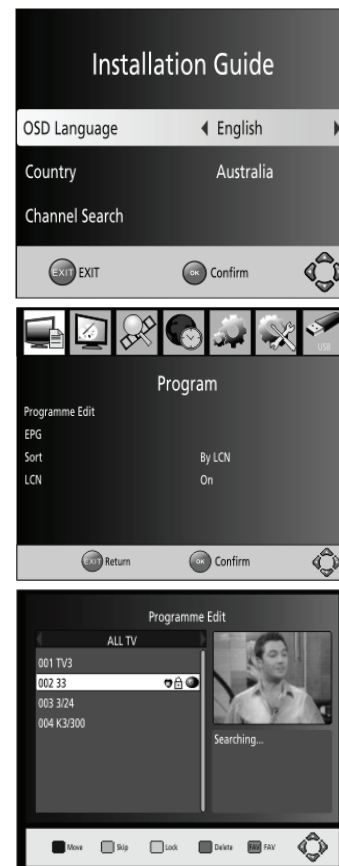 Installation Guide
OSD Language English
Country Australia
Channel Search
EXIT EXIT OK Confirm
USB
Program
Programme Edit
EPG
Sort By LCN
LCN On
EXIT Return OK Confirm
Programme Edit
ALL TV
001 TV3
002 33
003 3/24
004 K3/300
Searching...
Move Skip Lock Delete FAV FAV